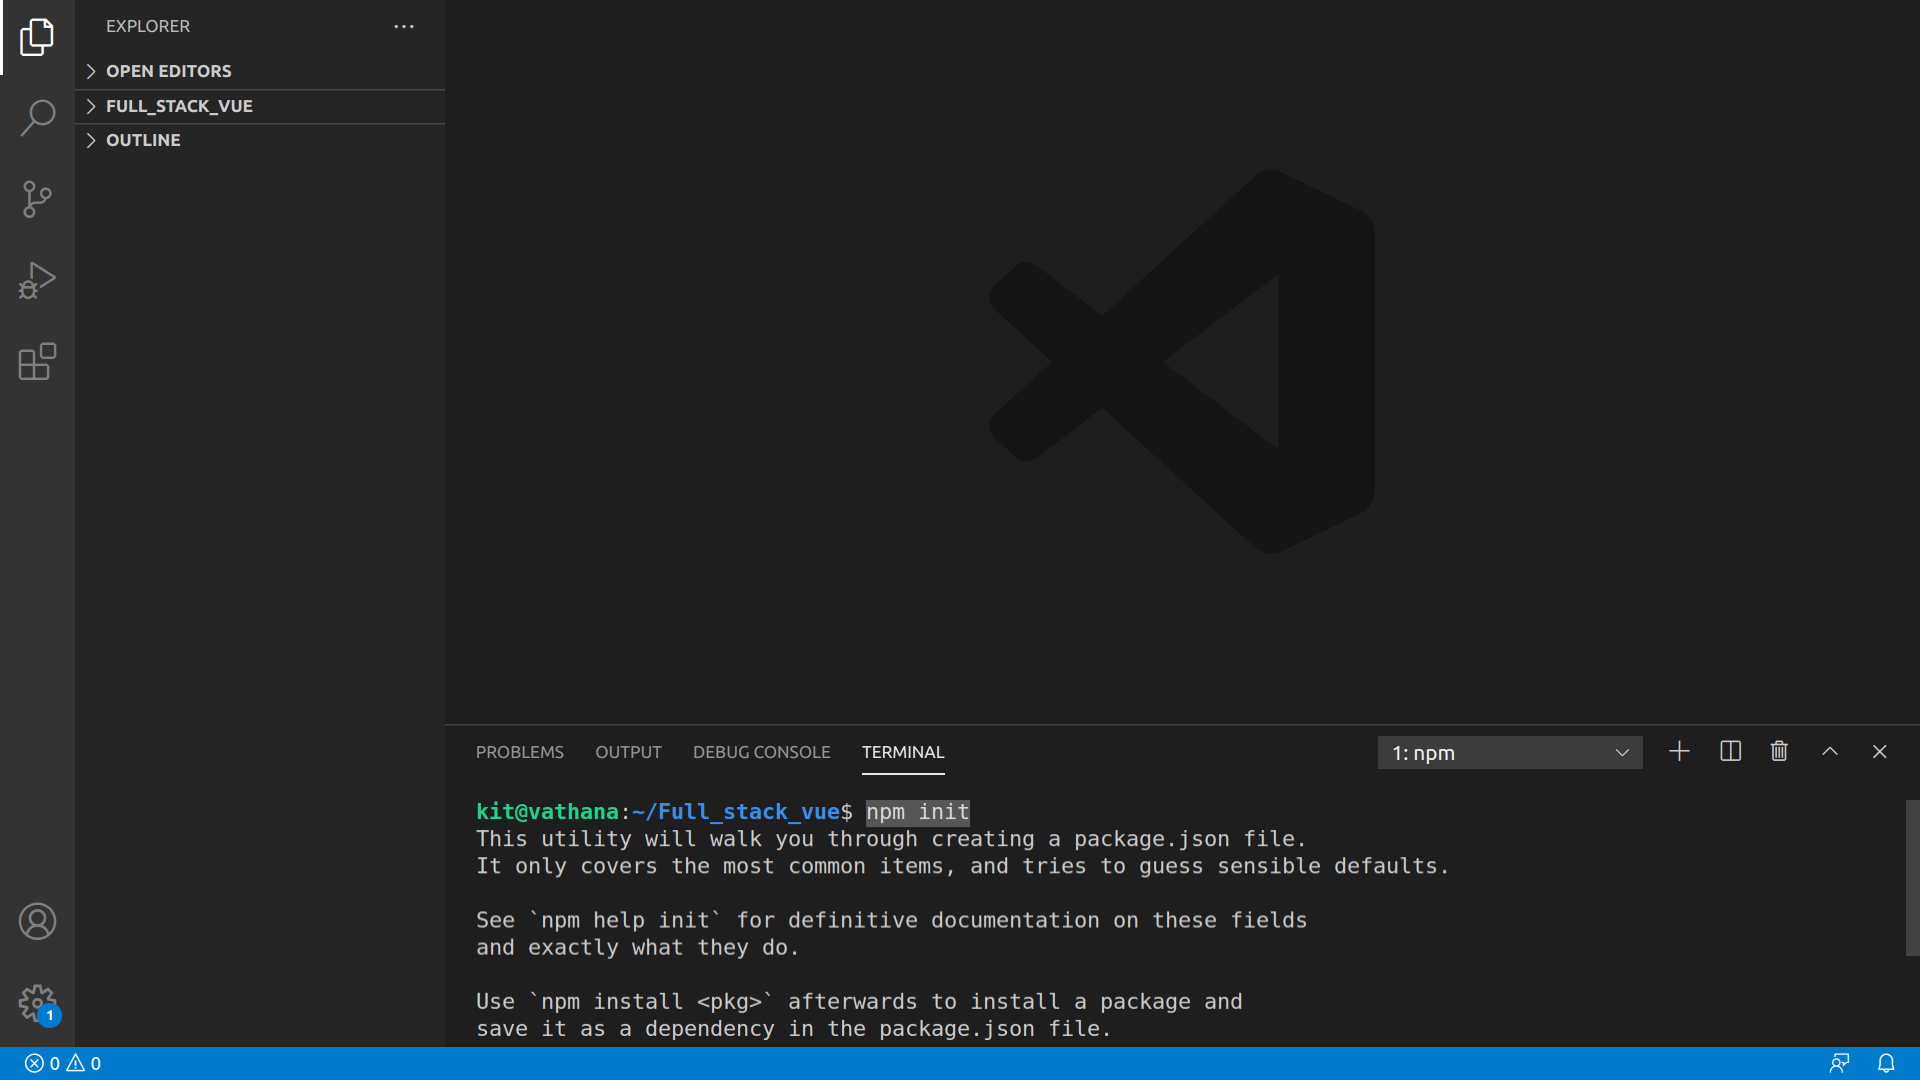 EXPLORER
OPEN EDITORS
FULL_STACK_VUE
OUTLINE
PROBLEMS OUTPUT DEBUG CONSOLE TERMINAL 1: npm
kit@vathana:~/Full_stack_vue$ npm init
This utility will walk you through creating a package.json file.
It only covers the most common items, and tries to guess sensible defaults.
See `npm help init` for definitive documentation on these fields
and exactly what they do.
Use `npm install <pkg>` afterwards to install a package and
save it as a dependency in the package.json file.
1
0 0